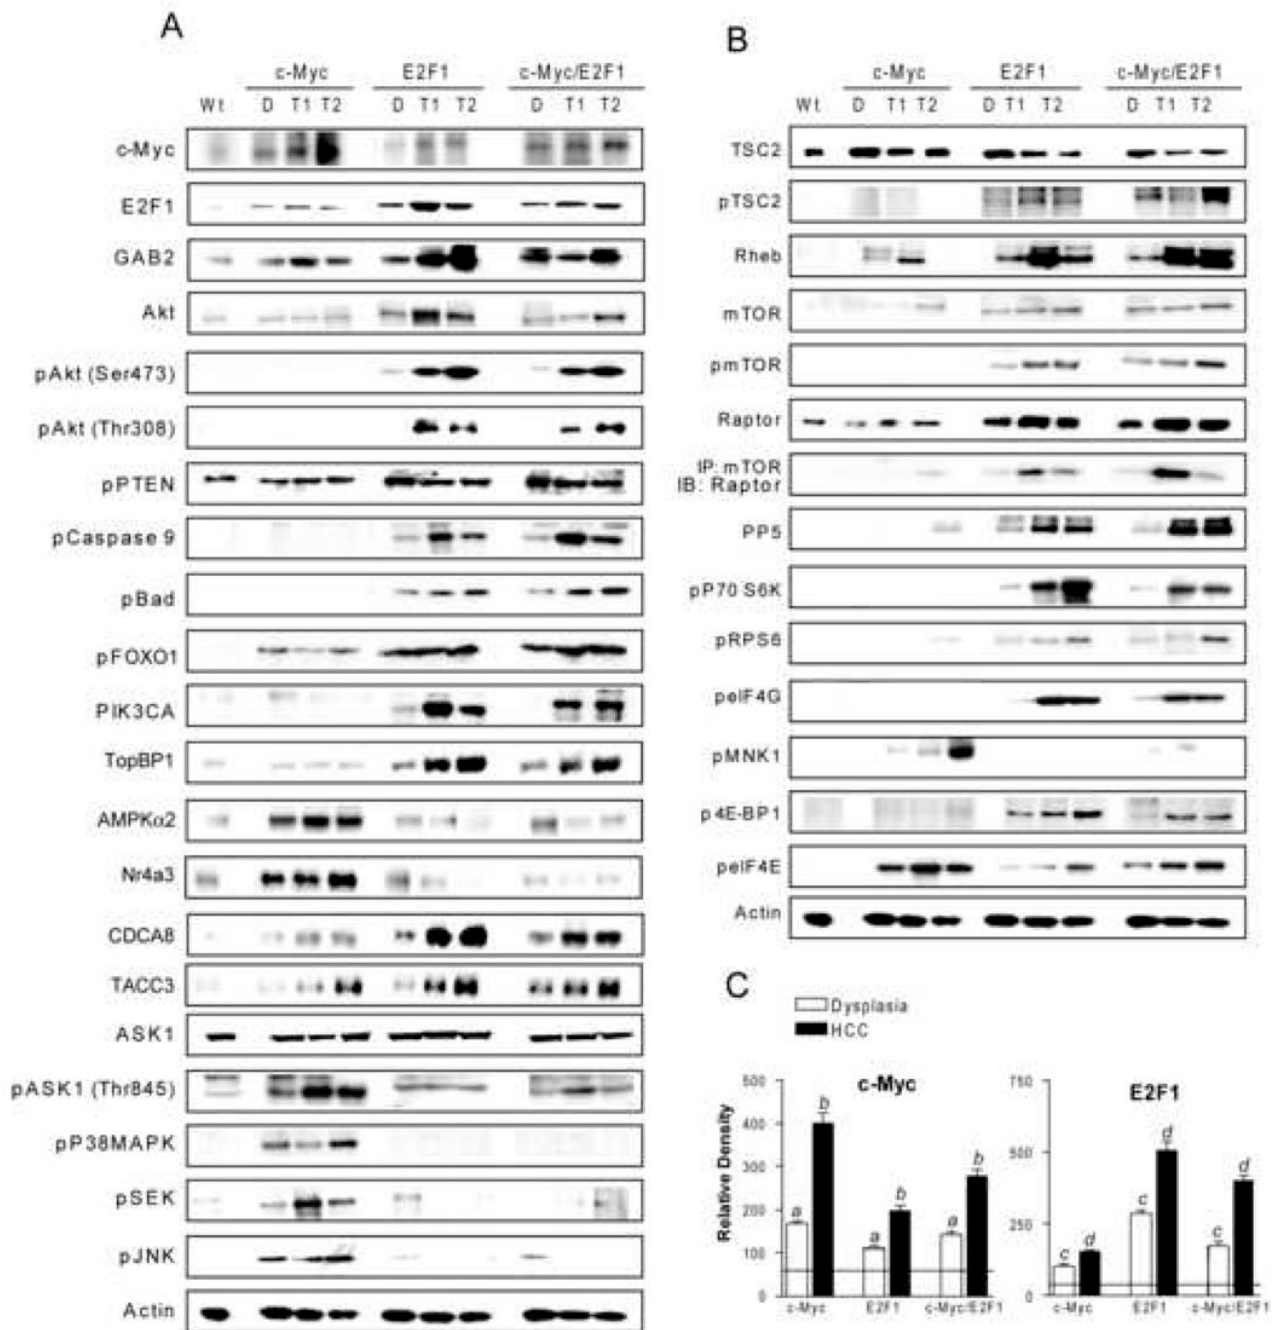 A
c-Myc E2F1 c-Myc/E2F1
Wt D T1 T2 D T1 T2 D T1 T2
c-Myc
E2F1
GAB2
Akt
pAkt (Ser473)
pAkt (Thr308)
pPTEN
pCaspase 9
pBad
pFOXO1
PIK3CA
TopBP1
AMPKα2
Nr4a3
CDCA8
TACC3
ASK1
pASK1 (Thr845)
pP38MAPK
pSEK
pJNK
Actin
B
c-Myc E2F1 c-Myc/E2F1
Wt D T1 T2 D T1 T2 D T1 T2
TSC2
pTSC2
Rheb
mTOR
pmTOR
Raptor
IP: mTOR
IB: Raptor
PP5
pP70 S6K
pRPS6
peIF4G
pMNK1
p4E-BP1
peIF4E
Actin
C
Dysplasia
HCC
c-Myc
Relative Density
500
400
300
200
100
0
a b a b a b
c-Myc E2F1 c-Myc/E2F1
E2F1
750
500
250
0
c d c d c d
c-Myc E2F1 c-Myc/E2F1